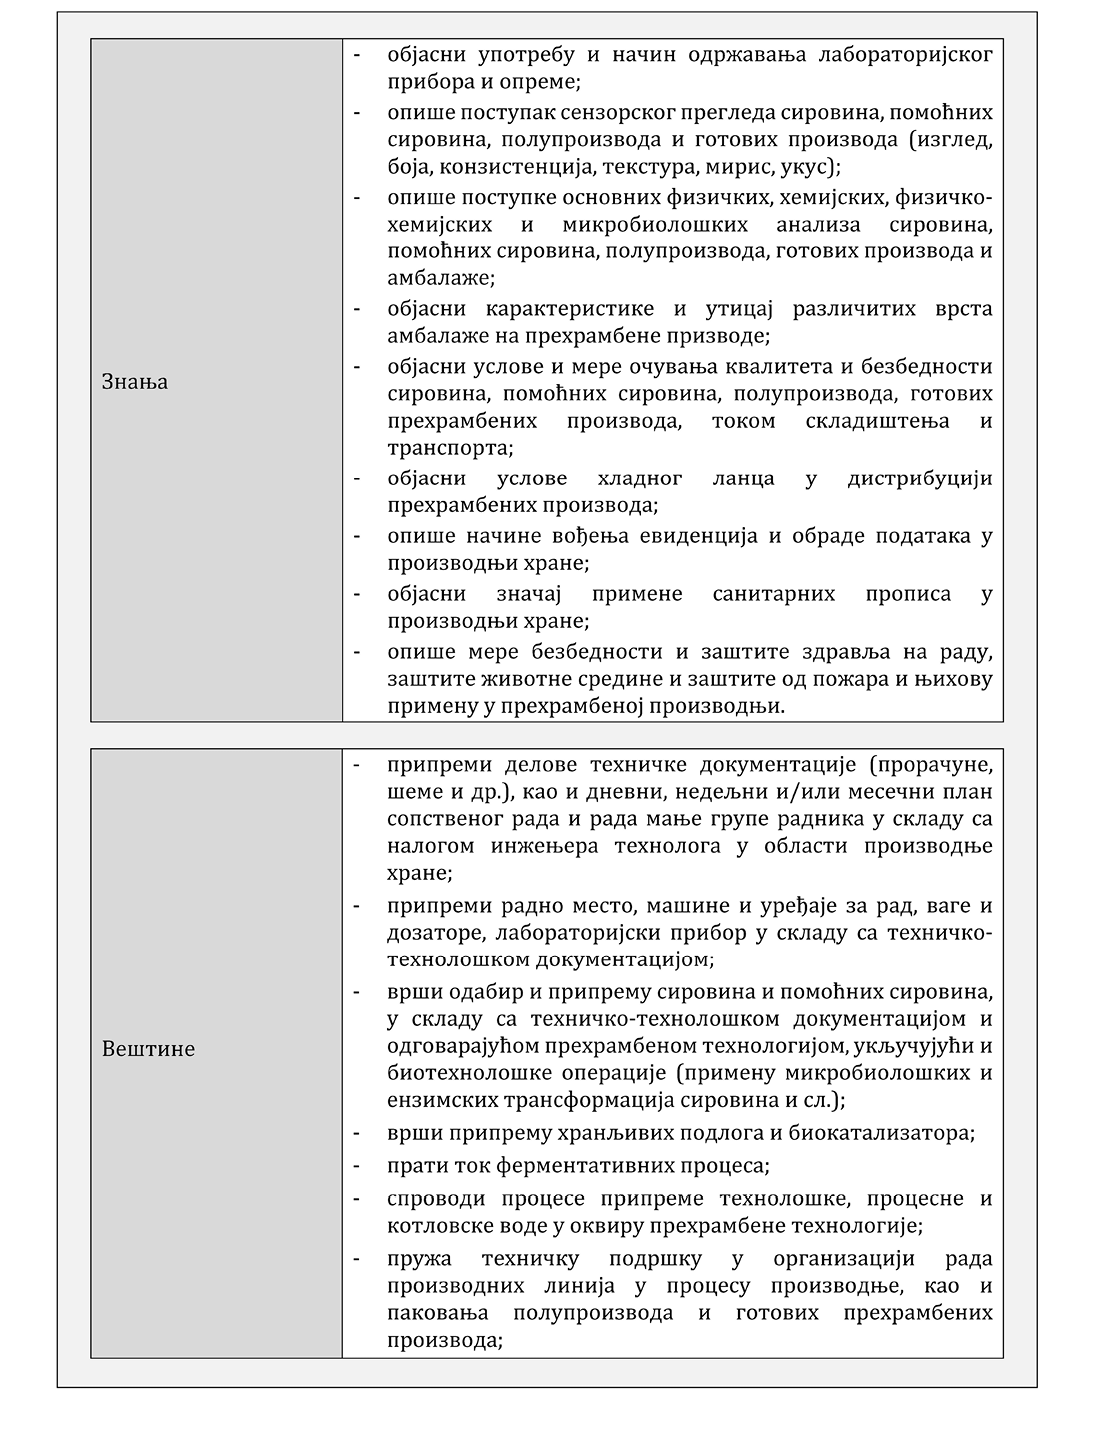 Знања
- објасни употребу и начин одржавања лабораторијског
прибора и опреме;
- опише поступак сензорског прегледа сировина, помоћних
сировина, полупроизвода и готових производа (изглед,
боја, конзистенција, текстура, мирис, укус);
- опише поступке основних физичких, хемијских, физичко-
хемијских и микробиолошких анализа сировина,
помоћних сировина, полупроизвода, готових производа и
амбалаже;
- објасни карактеристике и утицај различитих врста
амбалаже на прехрамбене призводе;
- објасни услове и мере очувања квалитета и безбедности
сировина, помоћних сировина, полупроизвода, готових
прехрамбених производа, током складиштења и
транспорта;
- објасни услове хладног ланца у дистрибуцији
прехрамбених производа;
- опише начине вођења евиденција и обраде података у
производњи хране;
- објасни значај примене санитарних прописа у
производњи хране;
- опише мере безбедности и заштите здравља на раду,
заштите животне средине и заштите од пожара и њихову
примену у прехрамбеној производњи.
Вештине
- припреми делове техничке документације (прорачуне,
шеме и др.), као и дневни, недељни и/или месечни план
сопственог рада и рада мање групе радника у складу са
налогом инжењера технолога у области производње
хране;
- припреми радно место, машине и уређаје за рад, ваге и
дозаторе, лабораторијски прибор у складу са техничко-
технолошком документацијом;
- врши одабир и припрему сировина и помоћних сировина,
у складу са техничко-технолошком документацијом и
одговарајућом прехрамбеном технологијом, укључујући и
биотехнолошке операције (примену микробиолошких и
ензимских трансформација сировина и сл.);
- врши припрему хранљивих подлога и биокатализатора;
- прати ток ферментативних процеса;
- спроводи процесе припреме технолошке, процесне и
котловске воде у оквиру прехрамбене технологије;
- пружа техничку подршку у организацији рада
производних линија у процесу производње, као и
паковања полупроизвода и готових прехрамбених
производа;